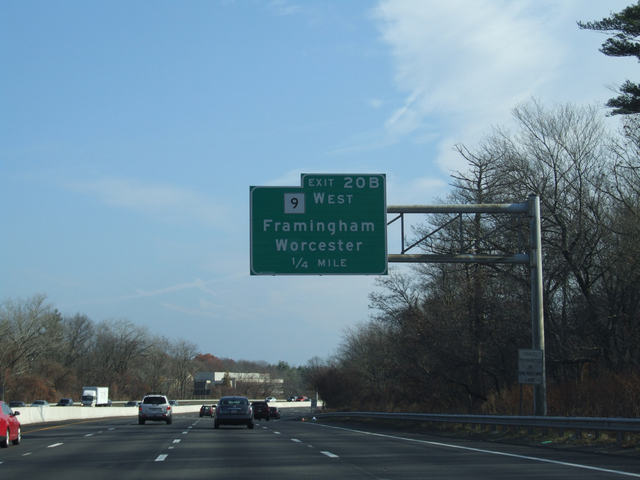 EXIT 20B
9 WEST
Framingham
Worcester
1/4 MILE